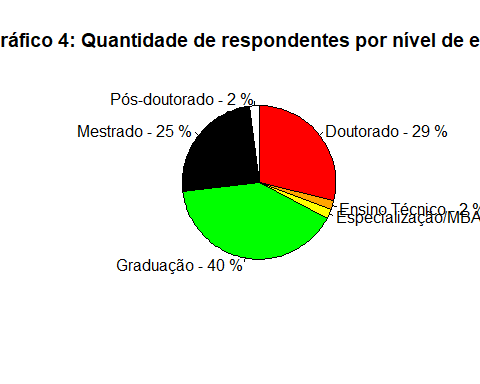 ráfico 4: Quantidade de respondentes por nível de e
Pós-doutorado - 2 %
Mestrado - 25 %
Doutorado - 29 %
Ensino Técnico - 2 %
Especialização/MBA
Graduação - 40 %